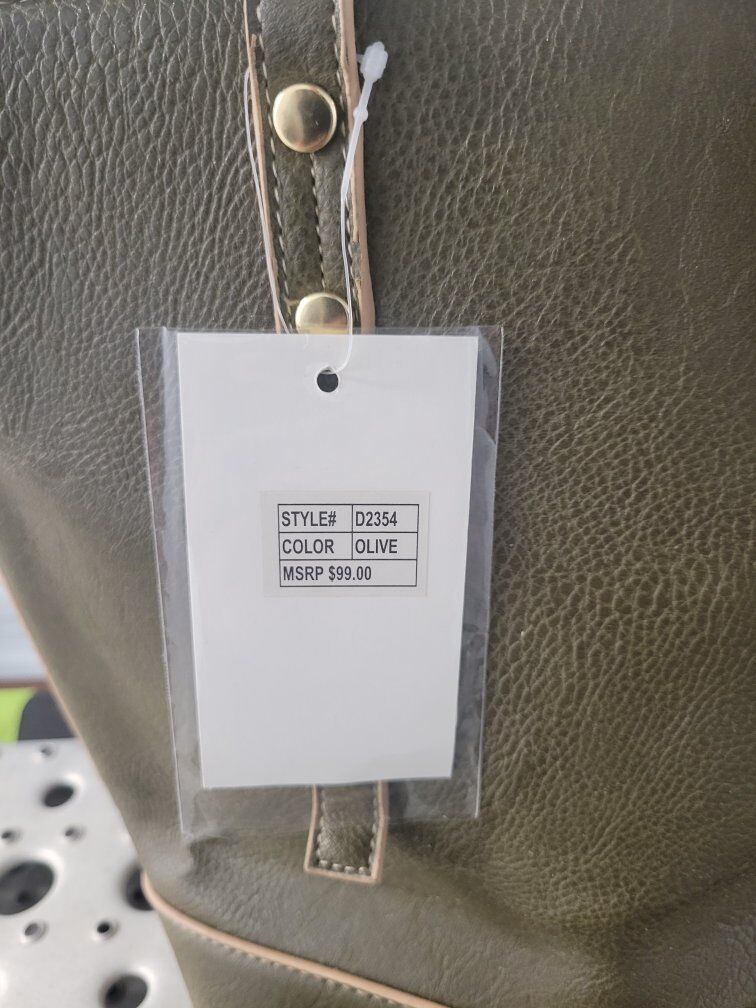 STYLE# D2354
COLOR OLIVE
MSRP $99.00